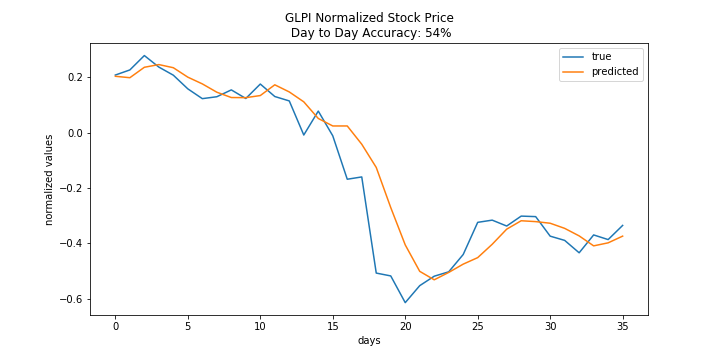 GLPI Normalized Stock Price
Day to Day Accuracy: 54%
true
predicted
normalized values
0.2
0.0
−0.2
−0.4
−0.6
0 5 10 15 20 25 30 35
days